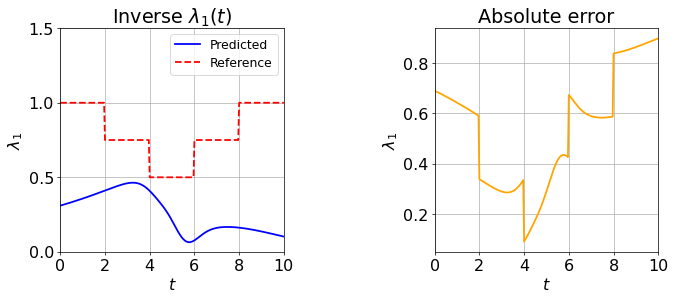 Inverse λ₁(t)
1.5
1.0
0.5
0.0
λ₁
0 2 4 6 8 10
t
Predicted
Reference
Absolute error
0.8
0.6
0.4
0.2
λ₁
0 2 4 6 8 10
t